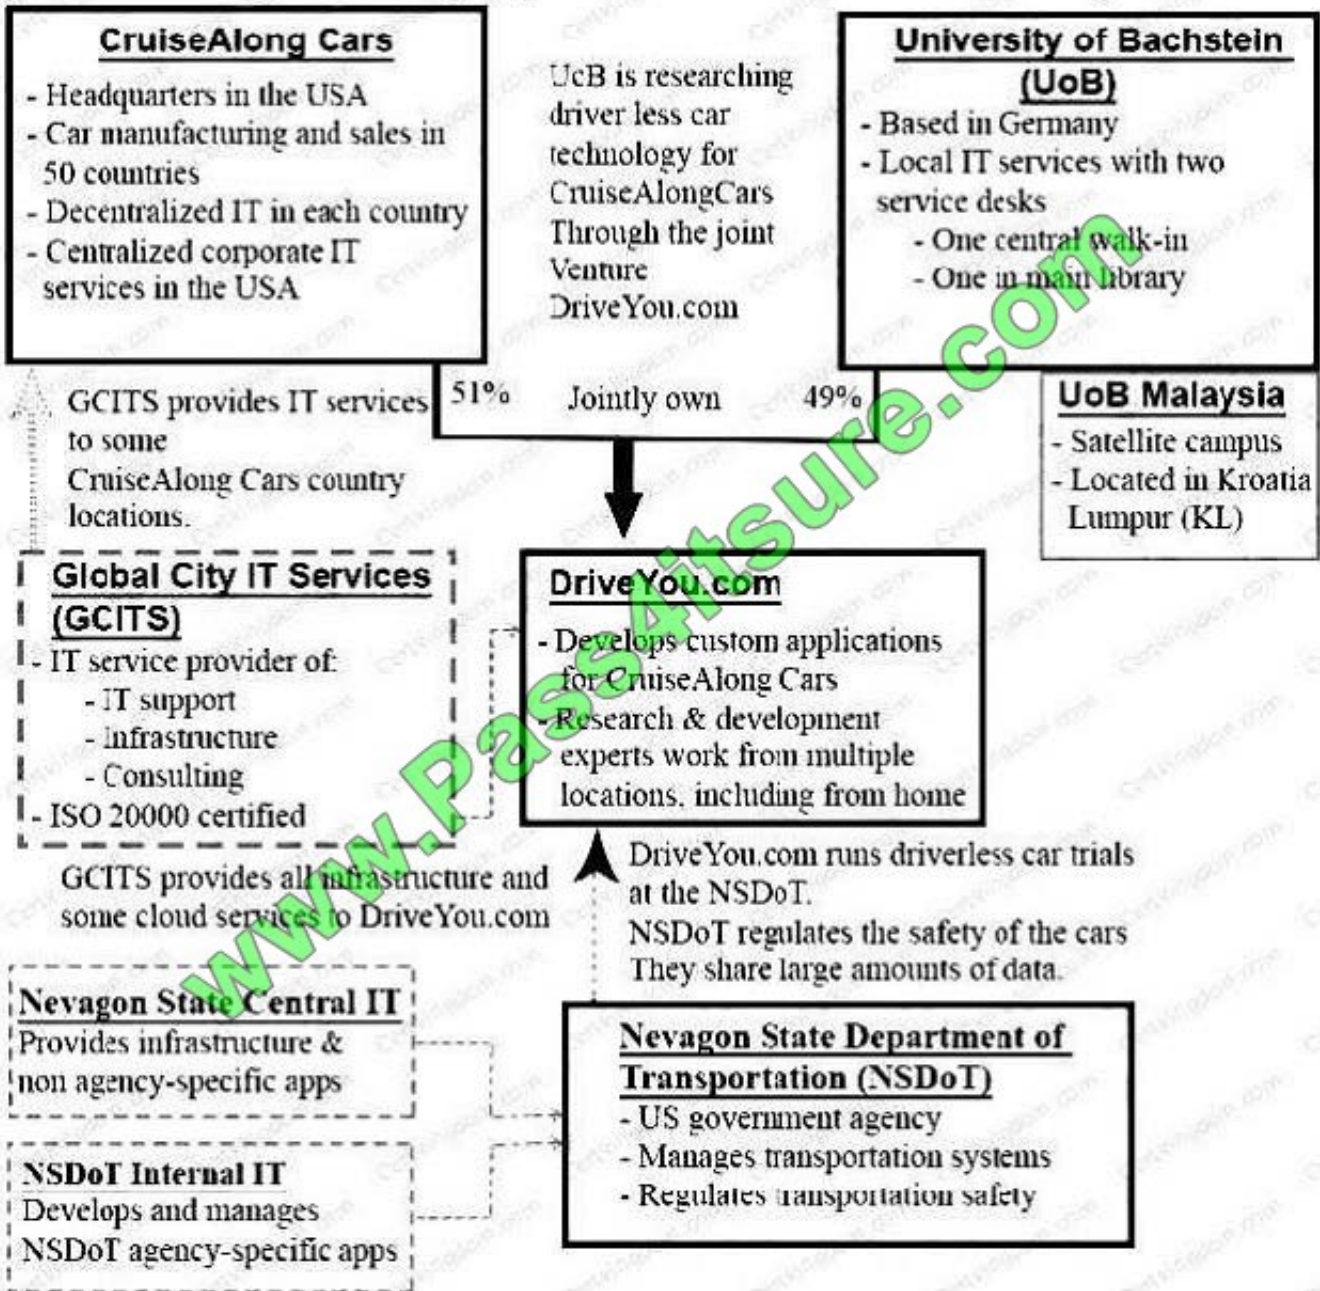 CruiseAlong Cars
- Headquarters in the USA
- Car manufacturing and sales in
50 countries
- Decentralized IT in each country
- Centralized corporate IT
services in the USA
UcB is researching
driver less car
technology for
CruiseAlongCars
Through the joint
Venture
DriveYou.com
University of Bachstein
(UoB)
- Based in Germany
- Local IT services with two
service desks
- One central walk-in
- One in main library
51% Jointly own 49%
UoB Malaysia
- Satellite campus
- Located in Kroatia
Lumpur (KL)
GCITS provides IT services
to some
CruiseAlong Cars country
locations.
Global City IT Services
(GCITS)
- IT service provider of:
- IT support
- Infrastructure
- Consulting
- ISO 20000 certified
DriveYou.com
- Develops custom applications
for CruiseAlong Cars
- Research & development
experts work from multiple
locations, including from home
GCITS provides all infrastructure and
some cloud services to DriveYou.com
DriveYou.com runs driverless car trials
at the NSDoT.
NSDoT regulates the safety of the cars
They share large amounts of data.
Nevagon State Central IT
Provides infrastructure &
non agency-specific apps
NSDoT Internal IT
Develops and manages
NSDoT agency-specific apps
Nevagon State Department of
Transportation (NSDoT)
- US government agency
- Manages transportation systems
- Regulates transportation safety
www.Pass4itsure.com